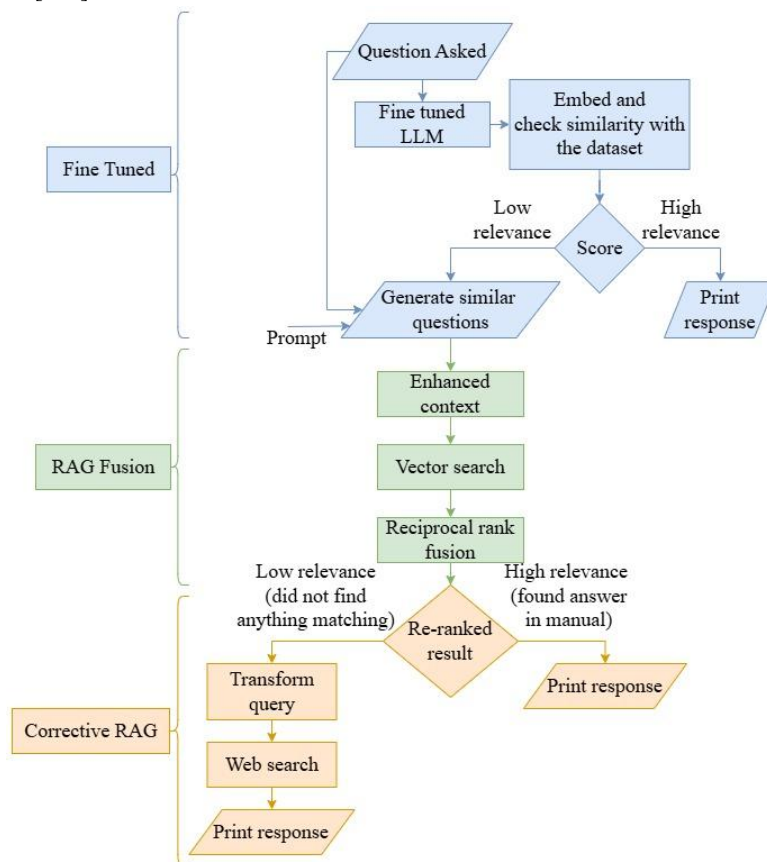 Question Asked
Fine tuned
LLM
Embed and
check similarity with
the dataset
Fine Tuned
Low
relevance
High
relevance
Score
Generate similar
questions
Print
response
Prompt
Enhanced
context
RAG Fusion
Vector search
Reciprocal rank
fusion
Low relevance
(did not find
anything matching)
High relevance
(found answer
in manual)
Re-ranked
result
Transform
query
Print response
Corrective RAG
Web search
Print response